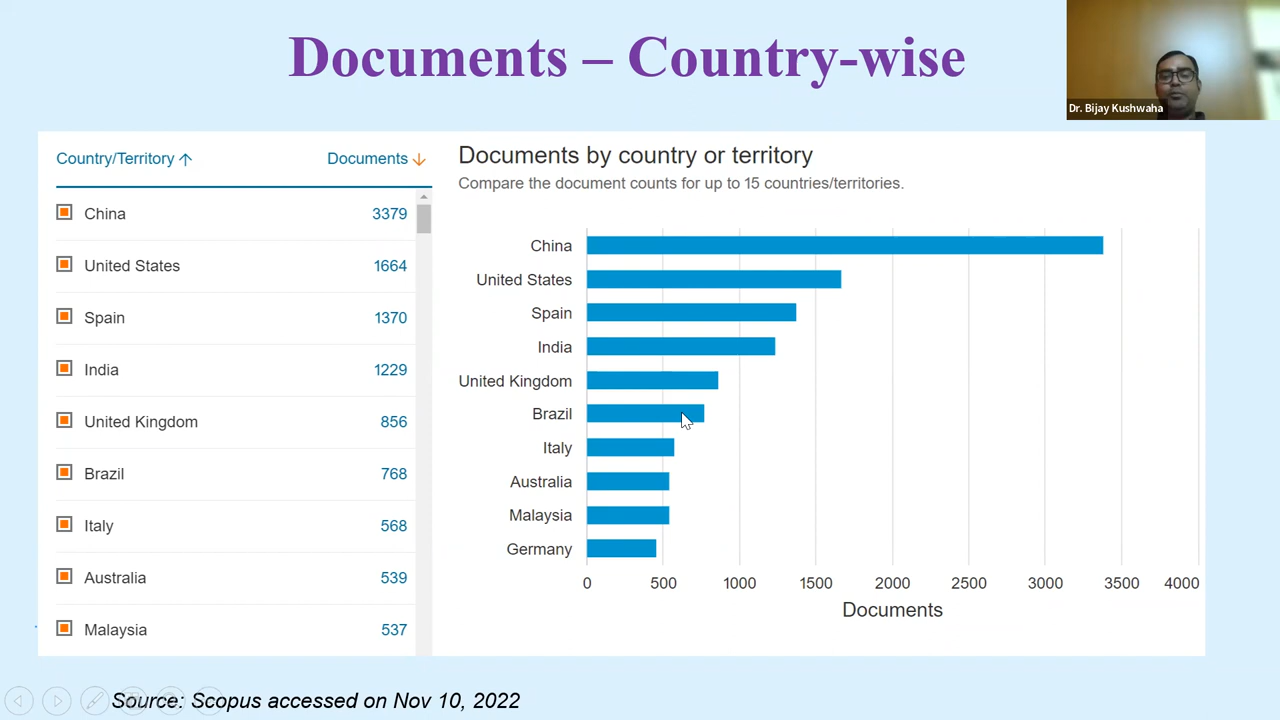 Documents – Country-wise
Dr. Bijay Kushwaha
Country/Territory ↑ Documents ↓
China 3379
United States 1664
Spain 1370
India 1229
United Kingdom 856
Brazil 768
Italy 568
Australia 539
Malaysia 537
Documents by country or territory
Compare the document counts for up to 15 countries/territories.
China
United States
Spain
India
United Kingdom
Brazil
Italy
Australia
Malaysia
Germany
0 500 1000 1500 2000 2500 3000 3500 4000
Documents
Source: Scopus accessed on Nov 10, 2022